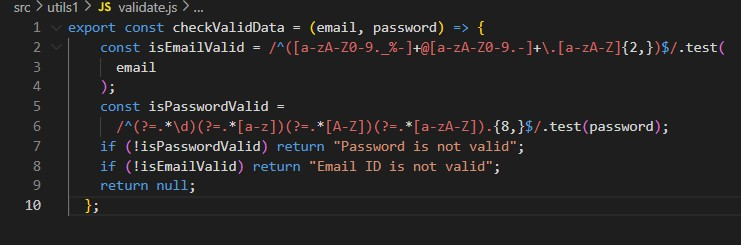 src > utils1 > JS validate.js > ...
1 export const checkValidData = (email, password) => {
2 const isEmailValid = /^([a-zA-Z0-9._%-]+@[a-zA-Z0-9.-]+\.[a-zA-Z]{2,})$/.test(
3 email
4 );
5 const isPasswordValid =
6 /^(?=.*\d)(?=.*[a-z])(?=.*[A-Z])(?=.*[a-zA-Z]).{8,}$/.test(password);
7 if (!isPasswordValid) return "Password is not valid";
8 if (!isEmailValid) return "Email ID is not valid";
9 return null;
10 };